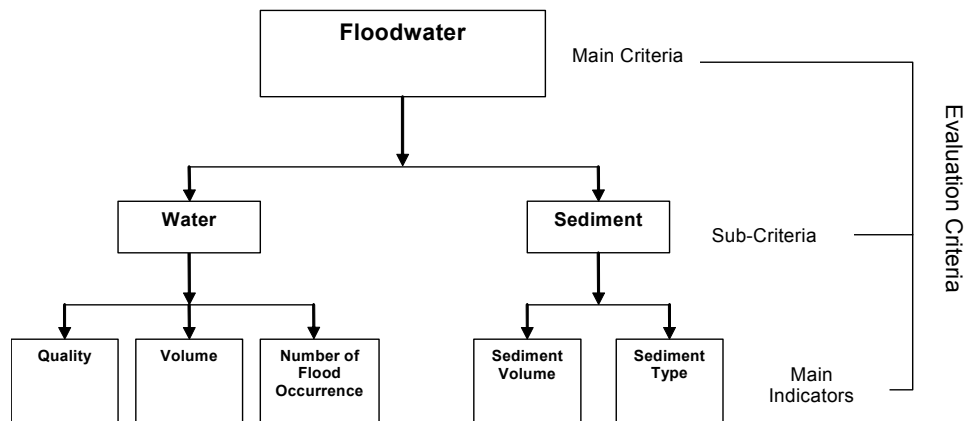 Floodwater
Main Criteria
Evaluation Criteria
Water
Sediment
Sub-Criteria
Quality
Volume
Number of
Flood
Occurrence
Sediment
Volume
Sediment
Type
Main
Indicators